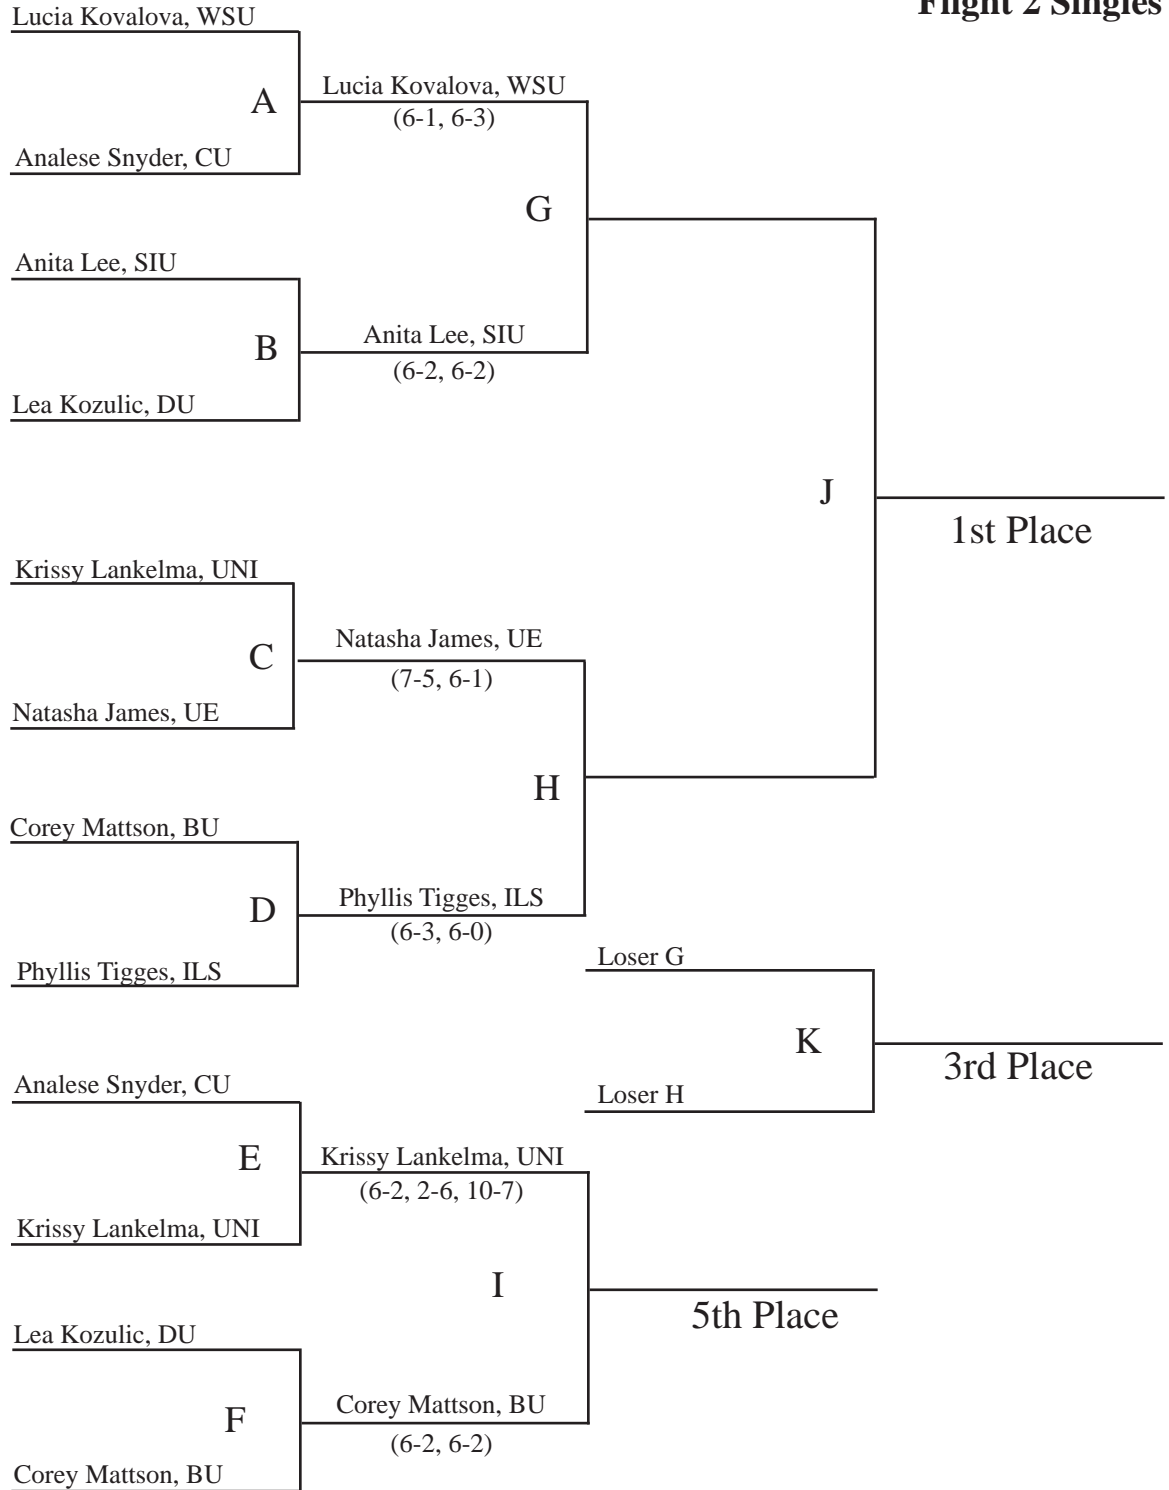 Flight 2 Singles
Lucia Kovalova, WSU
A
Lucia Kovalova, WSU
(6-1, 6-3)
Analese Snyder, CU
G
Anita Lee, SIU
B
Anita Lee, SIU
(6-2, 6-2)
Lea Kozulic, DU
J
1st Place
Krissy Lankelma, UNI
C
Natasha James, UE
(7-5, 6-1)
Natasha James, UE
H
Corey Mattson, BU
D
Phyllis Tigges, ILS
(6-3, 6-0)
Phyllis Tigges, ILS
Loser G
K
3rd Place
Loser H
Analese Snyder, CU
E
Krissy Lankelma, UNI
(6-2, 2-6, 10-7)
Krissy Lankelma, UNI
I
5th Place
Lea Kozulic, DU
F
Corey Mattson, BU
(6-2, 6-2)
Corey Mattson, BU